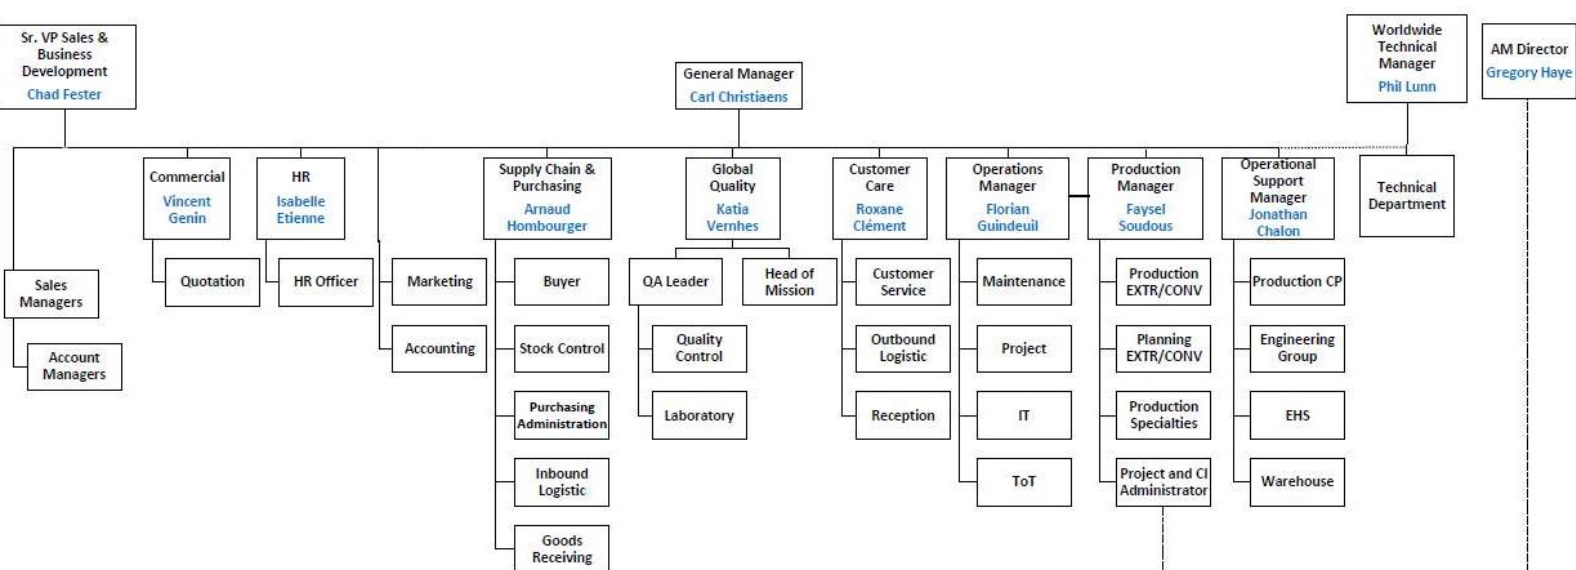 Sr. VP Sales &
Business
Development
Chad Fester
General Manager
Carl Christiaens
Worldwide
Technical
Manager
Phil Lunn
AM Director
Gregory Haye
Commercial
Vincent
Genin
HR
Isabelle
Etienne
Supply Chain &
Purchasing
Arnaud
Hombourger
Global
Quality
Katia
Vernhes
Customer
Care
Roxane
Clément
Operations
Manager
Florian
Guindeuil
Production
Manager
Faysel
Soudous
Operational
Support
Manager
Jonathan
Chalon
Technical
Department
Sales
Managers
Account
Managers
Quotation
HR Officer
Marketing
Accounting
Buyer
Stock Control
Purchasing
Administration
Inbound
Logistic
Goods
Receiving
QA Leader
Head of
Mission
Quality
Control
Laboratory
Customer
Service
Outbound
Logistic
Reception
Maintenance
Project
IT
ToT
Production
EXTR/CONV
Planning
EXTR/CONV
Production
Specialties
Project and CI
Administrator
Production CP
Engineering
Group
EHS
Warehouse